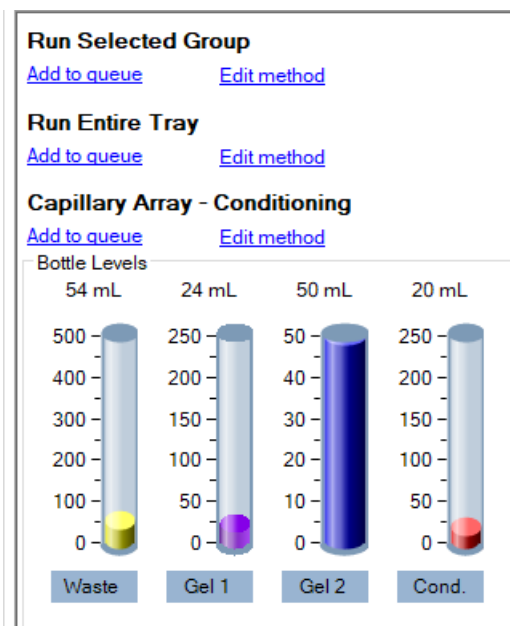 Run Selected Group
Add to queue Edit method
Run Entire Tray
Add to queue Edit method
Capillary Array - Conditioning
Add to queue Edit method
Bottle Levels
54 mL 24 mL 50 mL 20 mL
500 250 50 250
400 200 40 200
300 150 30 150
200 100 20 100
100 50 10 50
0 0 0 0
Waste Gel 1 Gel 2 Cond.